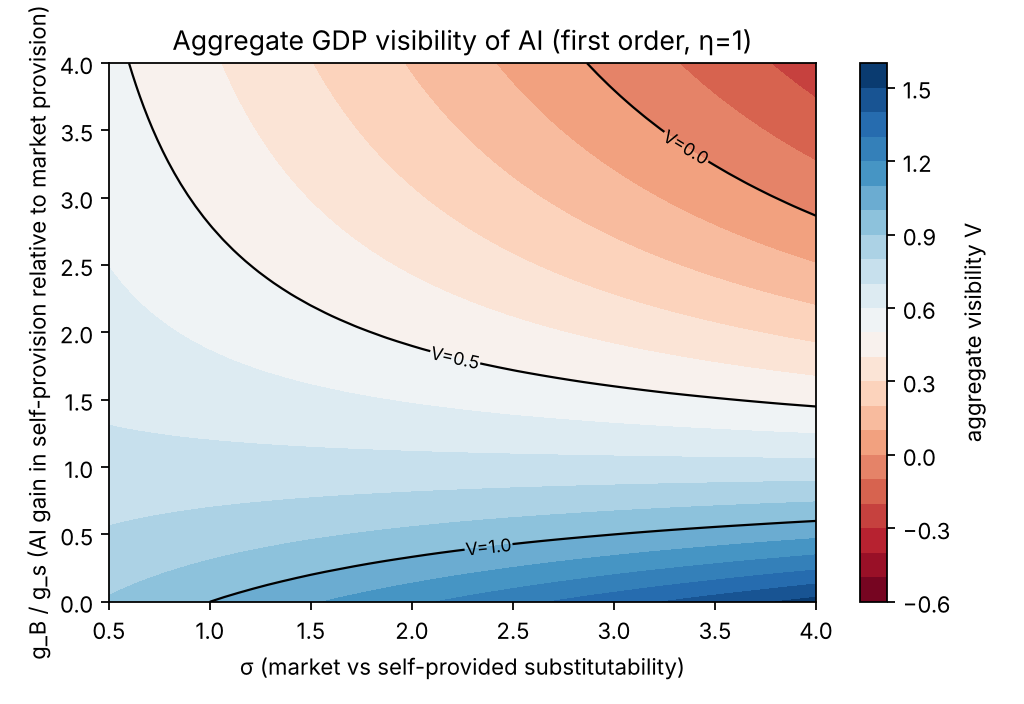 Aggregate GDP visibility of AI (first order, η=1)
g_B / g_s (AI gain in self-provision relative to market provision)
4.0
3.5
3.0
2.5
2.0
1.5
1.0
0.5
0.0
V=0.0
V=0.5
V=1.0
0.5 1.0 1.5 2.0 2.5 3.0 3.5 4.0
σ (market vs self-provided substitutability)
1.5
1.2
0.9
0.6
0.3
0.0
−0.3
−0.6
aggregate visibility V